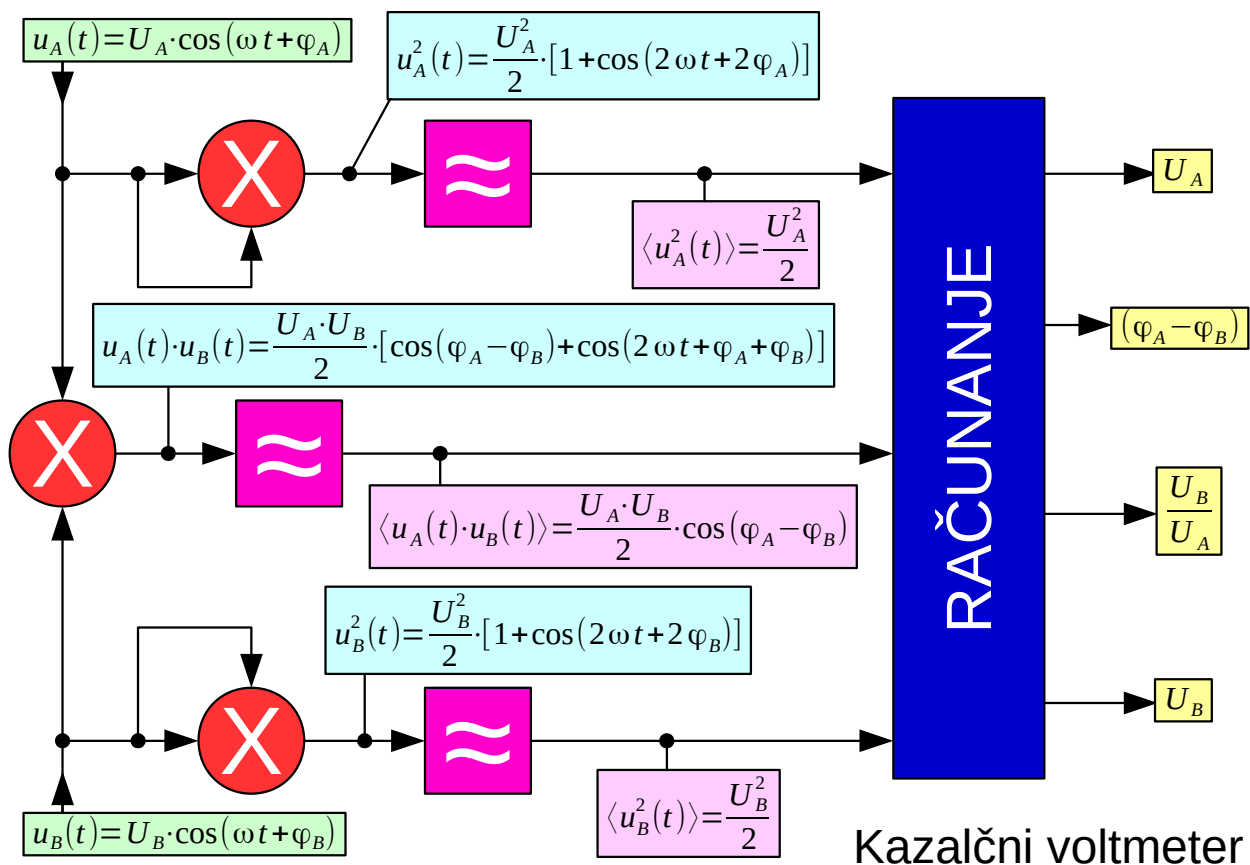 u_A(t)=U_A·cos(ωt+φ_A)
u_A^2(t)=U_A^2/2·[1+cos(2ωt+2φ_A)]
X
≈
U_A
⟨u_A^2(t)⟩=U_A^2/2
u_A(t)·u_B(t)=U_A·U_B/2·[cos(φ_A−φ_B)+cos(2ωt+φ_A+φ_B)]
(φ_A−φ_B)
X
≈
RAČUNANJE
⟨u_A(t)·u_B(t)⟩=U_A·U_B/2·cos(φ_A−φ_B)
U_B/U_A
u_B^2(t)=U_B^2/2·[1+cos(2ωt+2φ_B)]
U_B
X
≈
⟨u_B^2(t)⟩=U_B^2/2
u_B(t)=U_B·cos(ωt+φ_B)
Kazalčni voltmeter